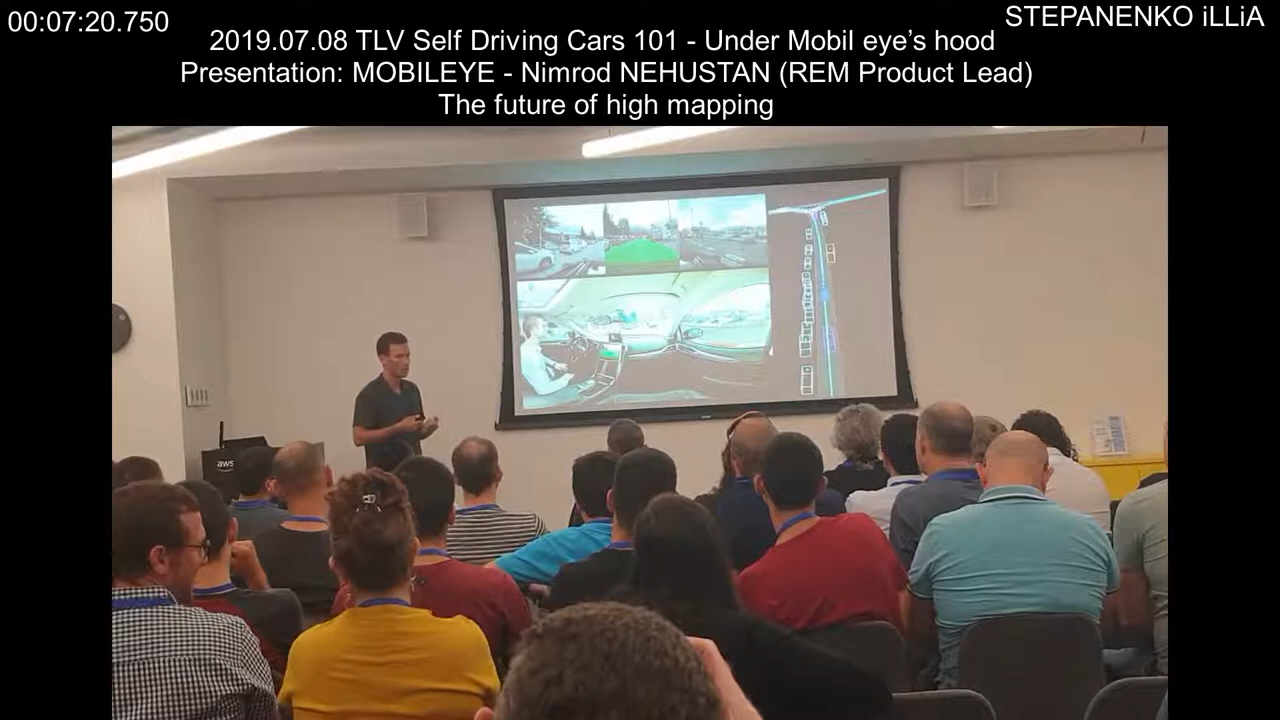 00:07:20.750
STEPANENKO iLLiA
2019.07.08 TLV Self Driving Cars 101 - Under Mobil eye’s hood
Presentation: MOBILEYE - Nimrod NEHUSTAN (REM Product Lead)
The future of high mapping
aws